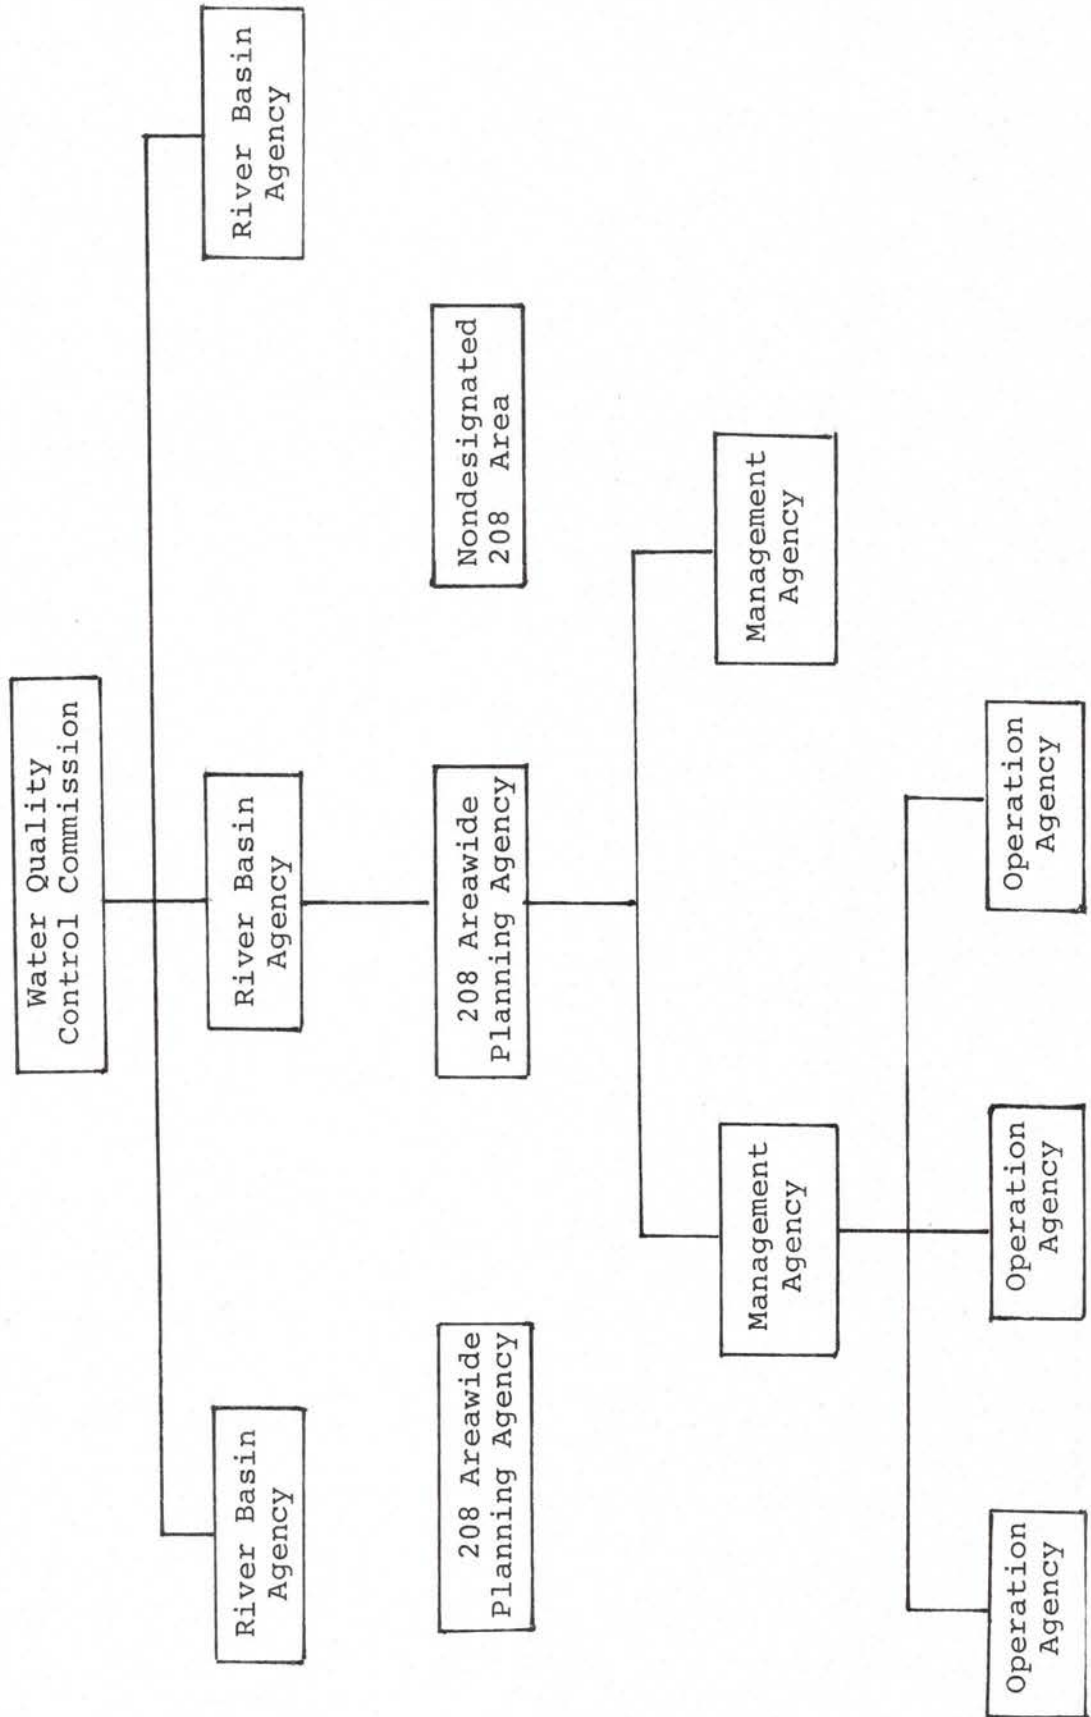 Water Quality
Control Commission
River Basin
Agency
River Basin
Agency
River Basin
Agency
208 Areawide
Planning Agency
208 Areawide
Planning Agency
Nondesignated
208 Area
Management
Agency
Management
Agency
Operation
Agency
Operation
Agency
Operation
Agency